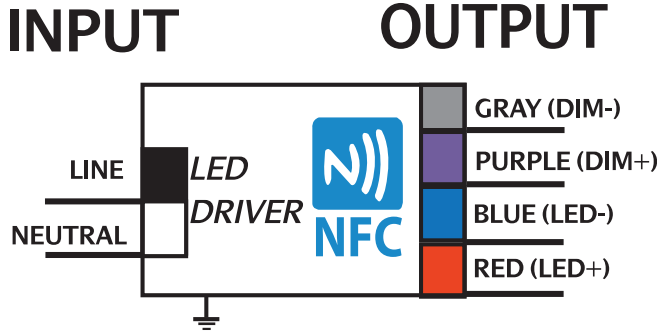 INPUT
OUTPUT
LINE
NEUTRAL
LED
DRIVER
N
NFC
GRAY (DIM-)
PURPLE (DIM+)
BLUE (LED-)
RED (LED+)